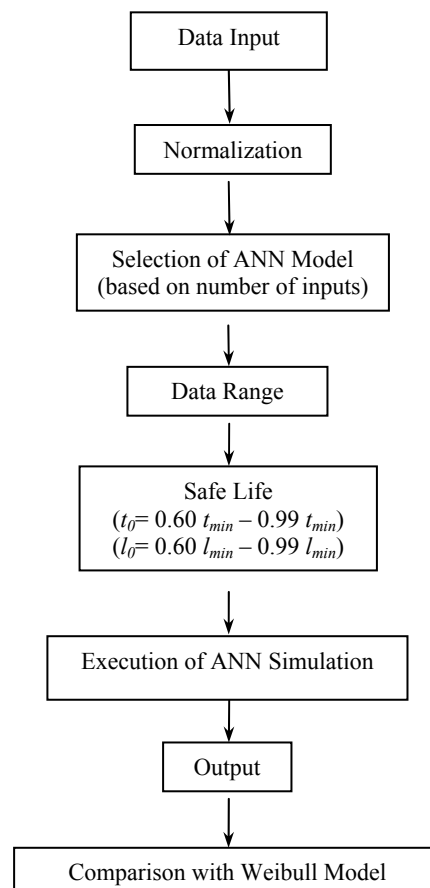 Data Input
Normalization
Selection of ANN Model
(based on number of inputs)
Data Range
Safe Life
(t₀= 0.60 tₘᵢₙ – 0.99 tₘᵢₙ)
(l₀= 0.60 lₘᵢₙ – 0.99 lₘᵢₙ)
Execution of ANN Simulation
Output
Comparison with Weibull Model